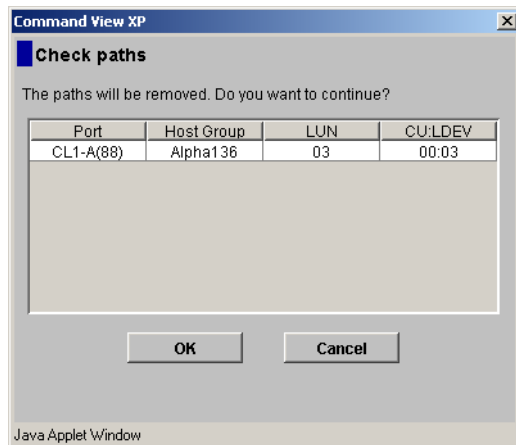 Command View XP
Check paths
The paths will be removed. Do you want to continue?
Port Host Group LUN CU:LDEV
CL1-A(88) Alpha136 03 00:03
OK Cancel
Java Applet Window